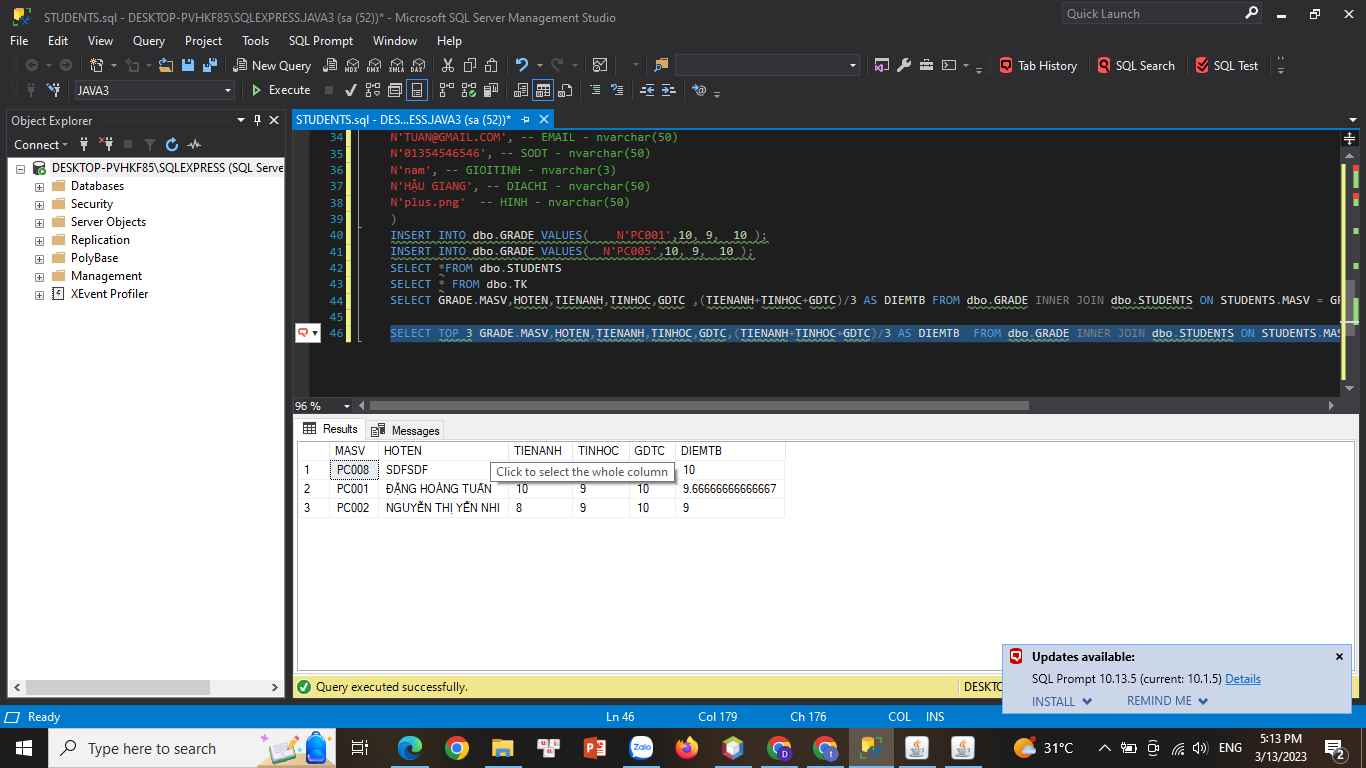 STUDENTS.sql - DESKTOP-PVHKF85\SQLEXPRESS.JAVA3 (sa (52))* - Microsoft SQL Server Management Studio
Quick Launch
File Edit View Query Project Tools SQL Prompt Window Help
New Query MDX DMX XMLA DAX Tab History SQL Search SQL Test
JAVA3 Execute
Object Explorer
Connect
DESKTOP-PVHKF85\SQLEXPRESS (SQL Serve
Databases
Security
Server Objects
Replication
PolyBase
Management
XEvent Profiler
STUDENTS.sql - DES...ESS.JAVA3 (sa (52))*
34 N'TUAN@GMAIL.COM', -- EMAIL - nvarchar(50)
35 N'01354546546', -- SODT - nvarchar(50)
36 N'nam', -- GIOITINH - nvarchar(3)
37 N'HẬU GIANG', -- DIACHI - nvarchar(50)
38 N'plus.png'  -- HINH - nvarchar(50)
39 )
40 INSERT INTO dbo.GRADE VALUES(    N'PC001',10, 9,  10 );
41 INSERT INTO dbo.GRADE VALUES(  N'PC005',10, 9,  10 );
42 SELECT *FROM dbo.STUDENTS
43 SELECT * FROM dbo.TK
44 SELECT GRADE.MASV,HOTEN,TIENANH,TINHOC,GDTC ,(TIENANH+TINHOC+GDTC)/3 AS DIEMTB FROM dbo.GRADE INNER JOIN dbo.STUDENTS ON STUDENTS.MASV = GR
45
46 SELECT TOP 3 GRADE.MASV,HOTEN,TIENANH,TINHOC,GDTC,(TIENANH+TINHOC+GDTC)/3 AS DIEMTB  FROM dbo.GRADE INNER JOIN dbo.STUDENTS ON STUDENTS.MAS
96 %
Results Messages
MASV HOTEN TIENANH TINHOC GDTC DIEMTB
1 PC008 SDFSDF 10
Click to select the whole column
2 PC001 ĐẶNG HOÀNG TUẤN 10 9 10 9.66666666666667
3 PC002 NGUYỄN THỊ YẾN NHI 8 9 10 9
Updates available:
SQL Prompt 10.13.5 (current: 10.1.5) Details
INSTALL REMIND ME
Query executed successfully. DESKTO
Ready Ln 46 Col 179 Ch 176 COL INS
Type here to search
Zalo
D
t
31°C
ENG
5:13 PM
3/13/2023
2